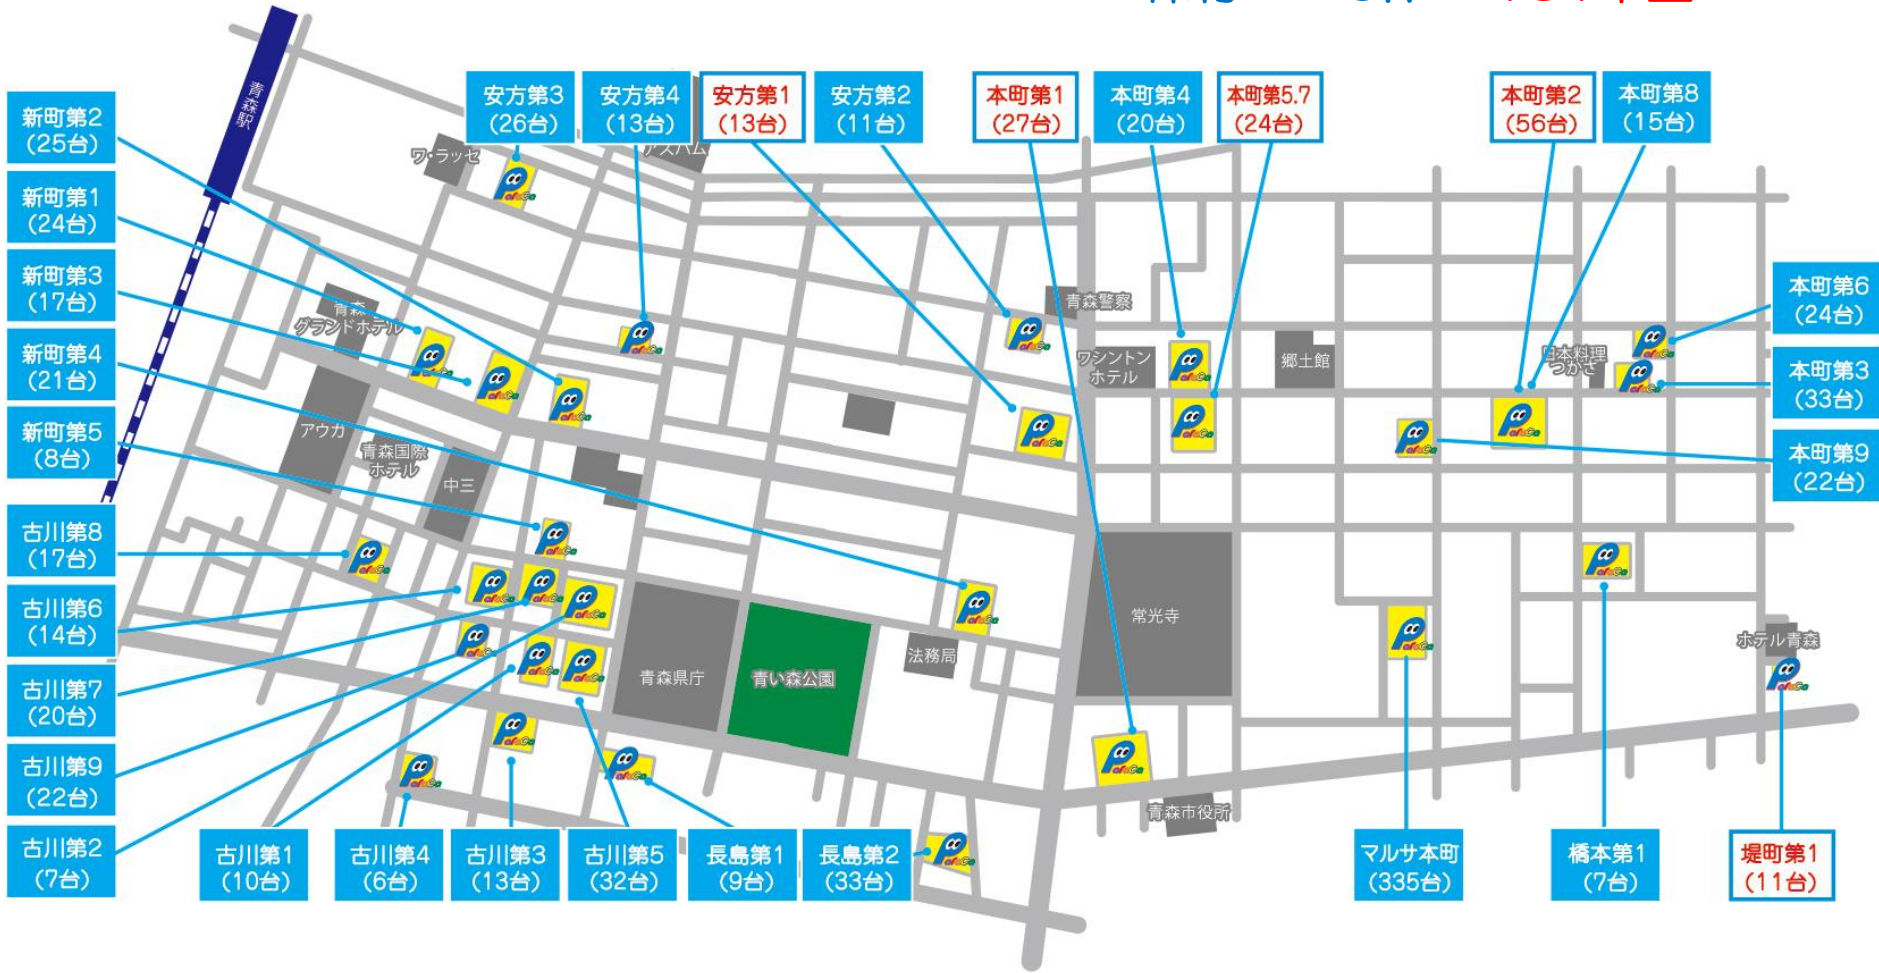 青森駅
安方第3
(26台)
安方第4
(13台)
安方第1
(13台)
安方第2
(11台)
本町第1
(27台)
本町第4
(20台)
本町第5.7
(24台)
本町第2
(56台)
本町第8
(15台)
新町第2
(25台)
新町第1
(24台)
新町第3
(17台)
新町第4
(21台)
新町第5
(8台)
古川第8
(17台)
古川第6
(14台)
古川第7
(20台)
古川第9
(22台)
古川第2
(7台)
ワ・ラッセ
アスパム
青森
グランドホテル
アウガ
青森国際
ホテル
中三
青森警察
ワシントン
ホテル
郷土館
日本料理
つかさ
本町第6
(24台)
本町第3
(33台)
本町第9
(22台)
青森県庁
青い森公園
法務局
常光寺
ホテル青森
青森市役所
古川第1
(10台)
古川第4
(6台)
古川第3
(13台)
古川第5
(32台)
長島第1
(9台)
長島第2
(33台)
マルサ本町
(335台)
橋本第1
(7台)
堤町第1
(11台)